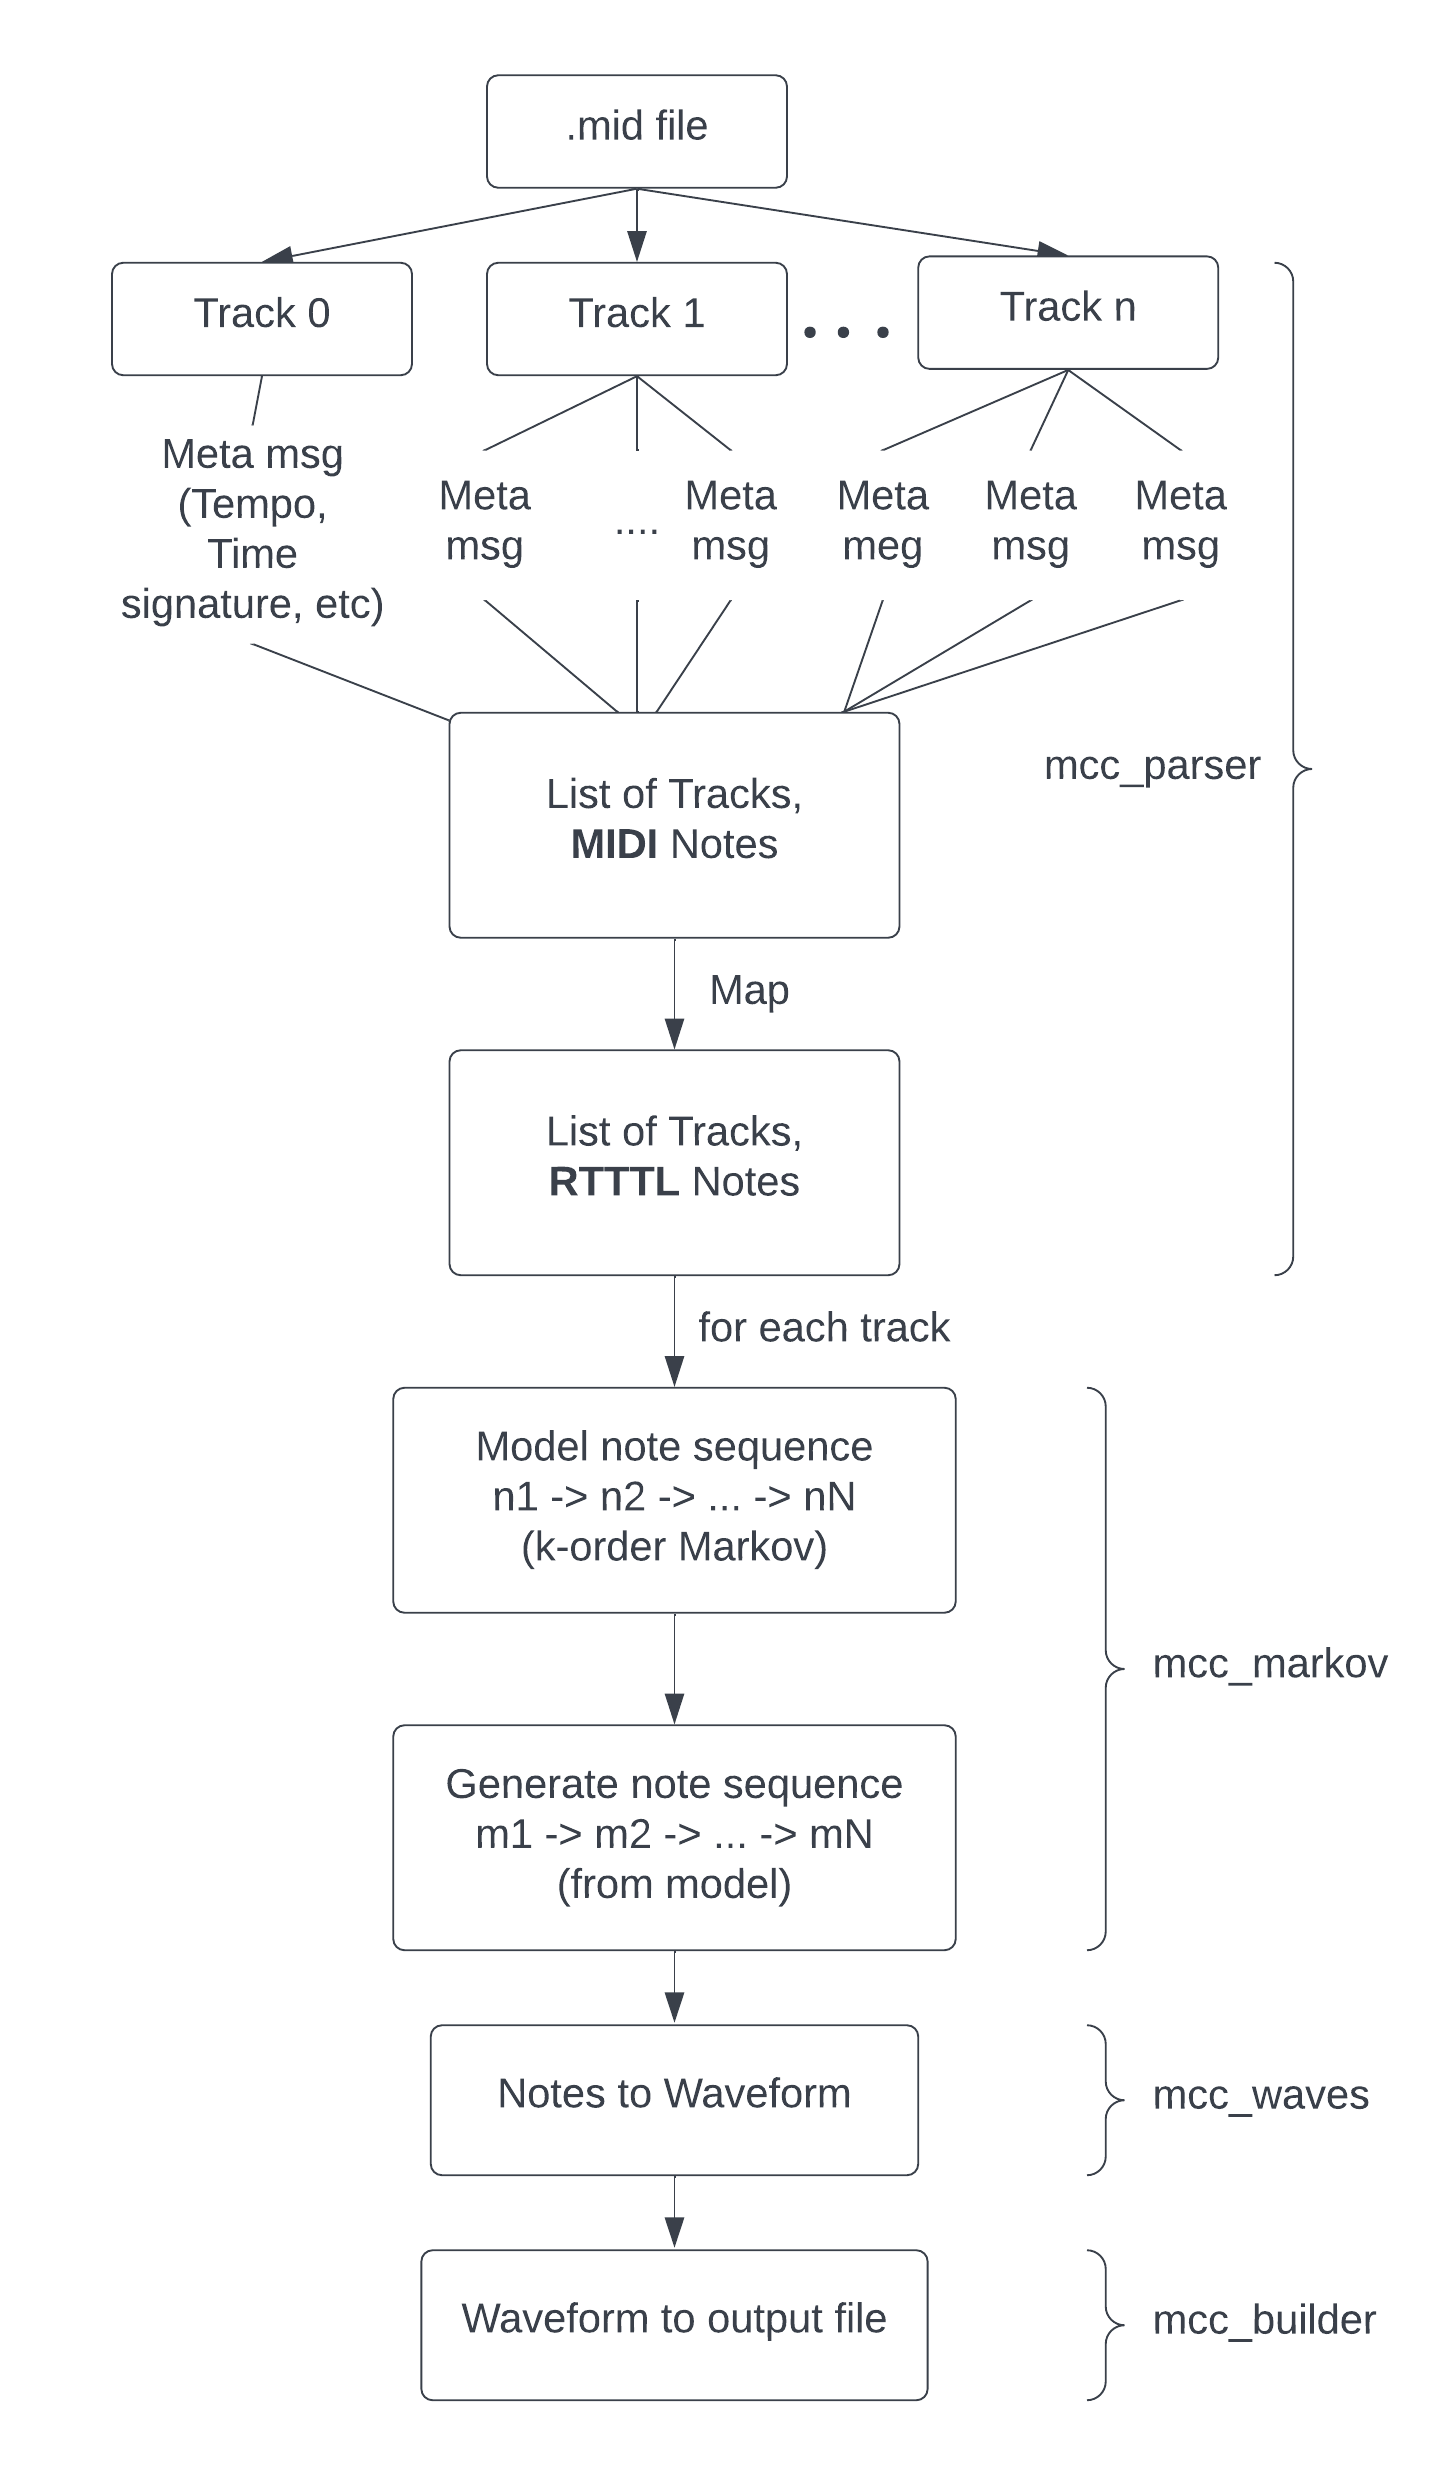 .mid file
Track 0
Track 1
. . .
Track n
Meta msg
(Tempo,
Time
signature, etc)
Meta
msg
....
Meta
msg
Meta
meg
Meta
msg
Meta
msg
mcc_parser
List of Tracks,
MIDI Notes
Map
List of Tracks,
RTTTL Notes
for each track
Model note sequence
n1 -> n2 -> ... -> nN
(k-order Markov)
mcc_markov
Generate note sequence
m1 -> m2 -> ... -> mN
(from model)
Notes to Waveform
mcc_waves
Waveform to output file
mcc_builder